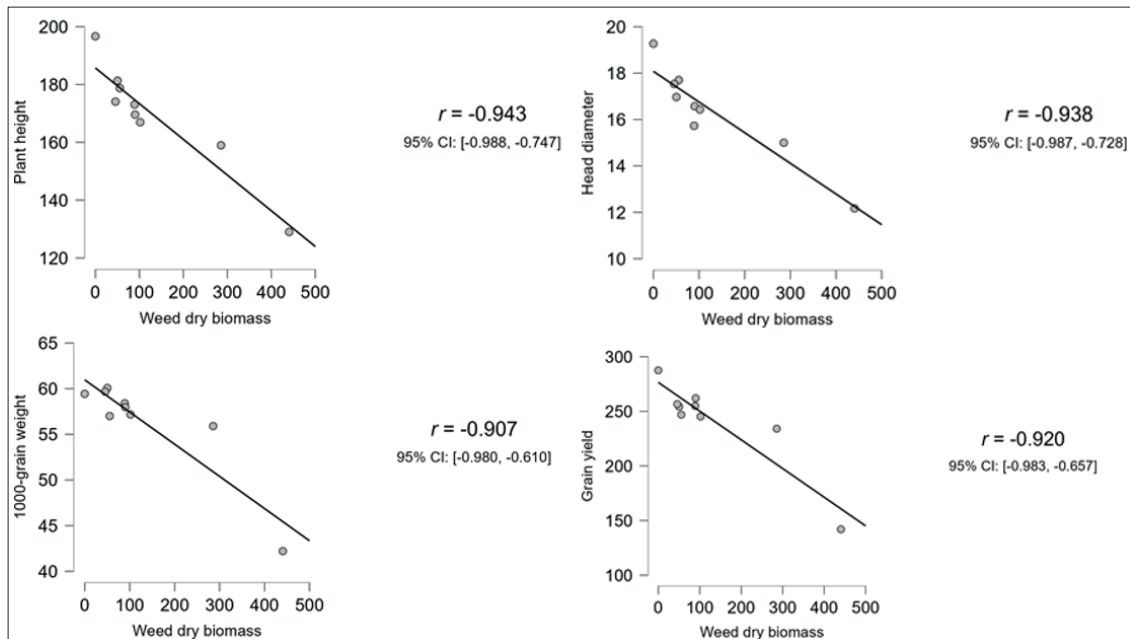 200
180
160
140
120
Plant height
0 100 200 300 400 500
Weed dry biomass
r = -0.943
95% CI: [-0.988, -0.747]
20
18
16
14
12
10
Head diameter
0 100 200 300 400 500
Weed dry biomass
r = -0.938
95% CI: [-0.987, -0.728]
65
60
55
50
45
40
1000-grain weight
0 100 200 300 400 500
Weed dry biomass
r = -0.907
95% CI: [-0.980, -0.610]
300
250
200
150
100
Grain yield
0 100 200 300 400 500
Weed dry biomass
r = -0.920
95% CI: [-0.983, -0.657]